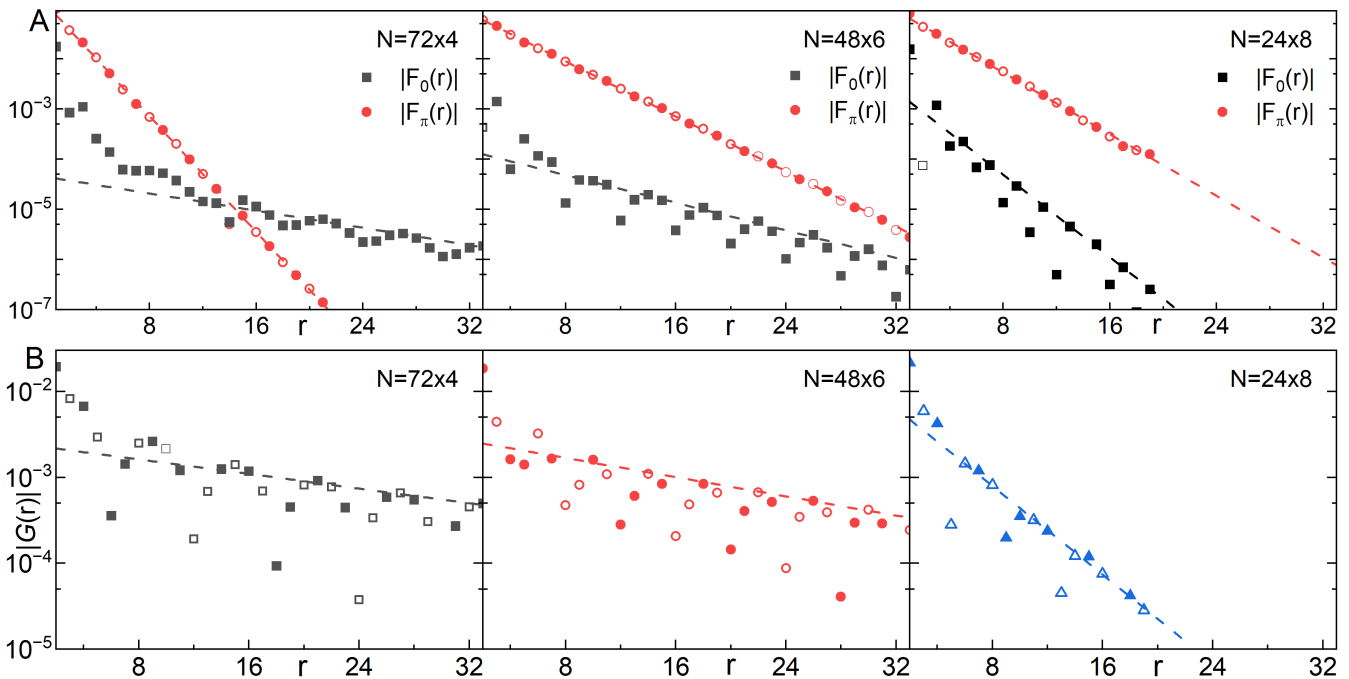 A
N=72x4
|F₀(r)|
|Fπ(r)|
N=48x6
|F₀(r)|
|Fπ(r)|
N=24x8
|F₀(r)|
|Fπ(r)|
10⁻³
10⁻⁵
10⁻⁷
8 16 r 24 32
8 16 r 24 32
8 16 r 24 32
B
N=72x4
N=48x6
N=24x8
|G(r)|
10⁻²
10⁻³
10⁻⁴
10⁻⁵
8 16 r 24 32
8 16 r 24 32
8 16 r 24 32